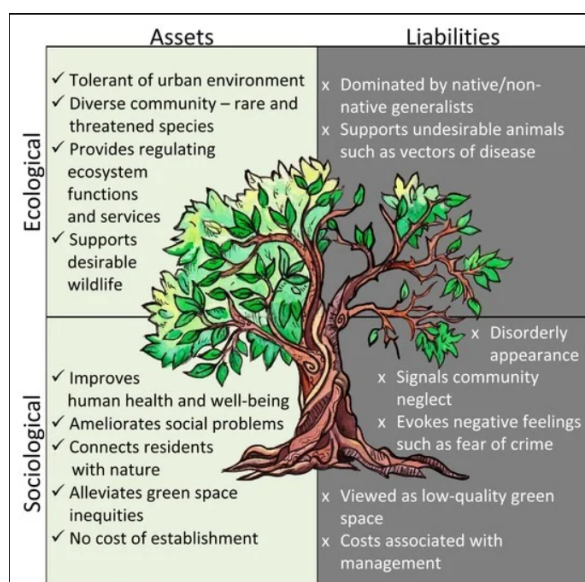 Assets
Liabilities
Ecological
✓ Tolerant of urban environment
✓ Diverse community – rare and
threatened species
✓ Provides regulating
ecosystem
functions
and services
✓ Supports
desirable
wildlife
x Dominated by native/non-
native generalists
x Supports undesirable animals
such as vectors of disease
Sociological
✓ Improves
human health and well-being
✓ Ameliorates social problems
✓ Connects residents
with nature
✓ Alleviates green space
inequities
✓ No cost of establishment
x Disorderly
appearance
x Signals community
neglect
x Evokes negative feelings
such as fear of crime
x Viewed as low-quality green
space
x Costs associated with
management